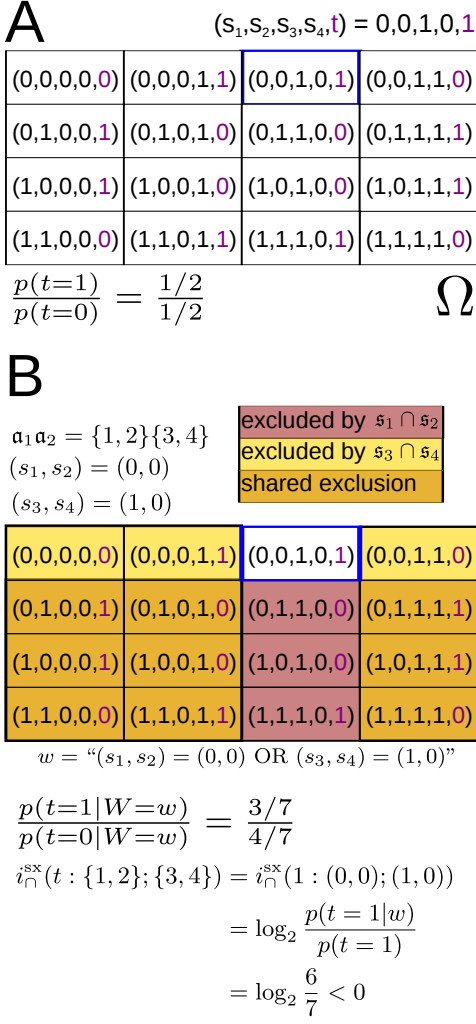 A
(s₁,s₂,s₃,s₄,t) = 0,0,1,0,1
(0,0,0,0,0) (0,0,0,1,1) (0,0,1,0,1) (0,0,1,1,0)
(0,1,0,0,1) (0,1,0,1,0) (0,1,1,0,0) (0,1,1,1,1)
(1,0,0,0,1) (1,0,0,1,0) (1,0,1,0,0) (1,0,1,1,1)
(1,1,0,0,0) (1,1,0,1,1) (1,1,1,0,1) (1,1,1,1,0)
p(t=1)/p(t=0) = (1/2)/(1/2)
Ω
B
𝔞₁𝔞₂ = {1, 2}{3, 4}
(s₁, s₂) = (0, 0)
(s₃, s₄) = (1, 0)
excluded by 𝔰₁ ∩ 𝔰₂
excluded by 𝔰₃ ∩ 𝔰₄
shared exclusion
(0,0,0,0,0) (0,0,0,1,1) (0,0,1,0,1) (0,0,1,1,0)
(0,1,0,0,1) (0,1,0,1,0) (0,1,1,0,0) (0,1,1,1,1)
(1,0,0,0,1) (1,0,0,1,0) (1,0,1,0,0) (1,0,1,1,1)
(1,1,0,0,0) (1,1,0,1,1) (1,1,1,0,1) (1,1,1,1,0)
w = “(s₁, s₂) = (0, 0) OR (s₃, s₄) = (1, 0)”
p(t=1|W=w)/p(t=0|W=w) = (3/7)/(4/7)
i∩^sx(t : {1, 2}; {3, 4}) = i∩^sx(1 : (0, 0); (1, 0))
= log₂ p(t = 1|w)/p(t = 1)
= log₂ 6/7 < 0